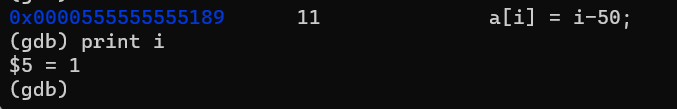 0x0000555555555189      11              a[i] = i-50;
(gdb) print i
$5 = 1
(gdb)